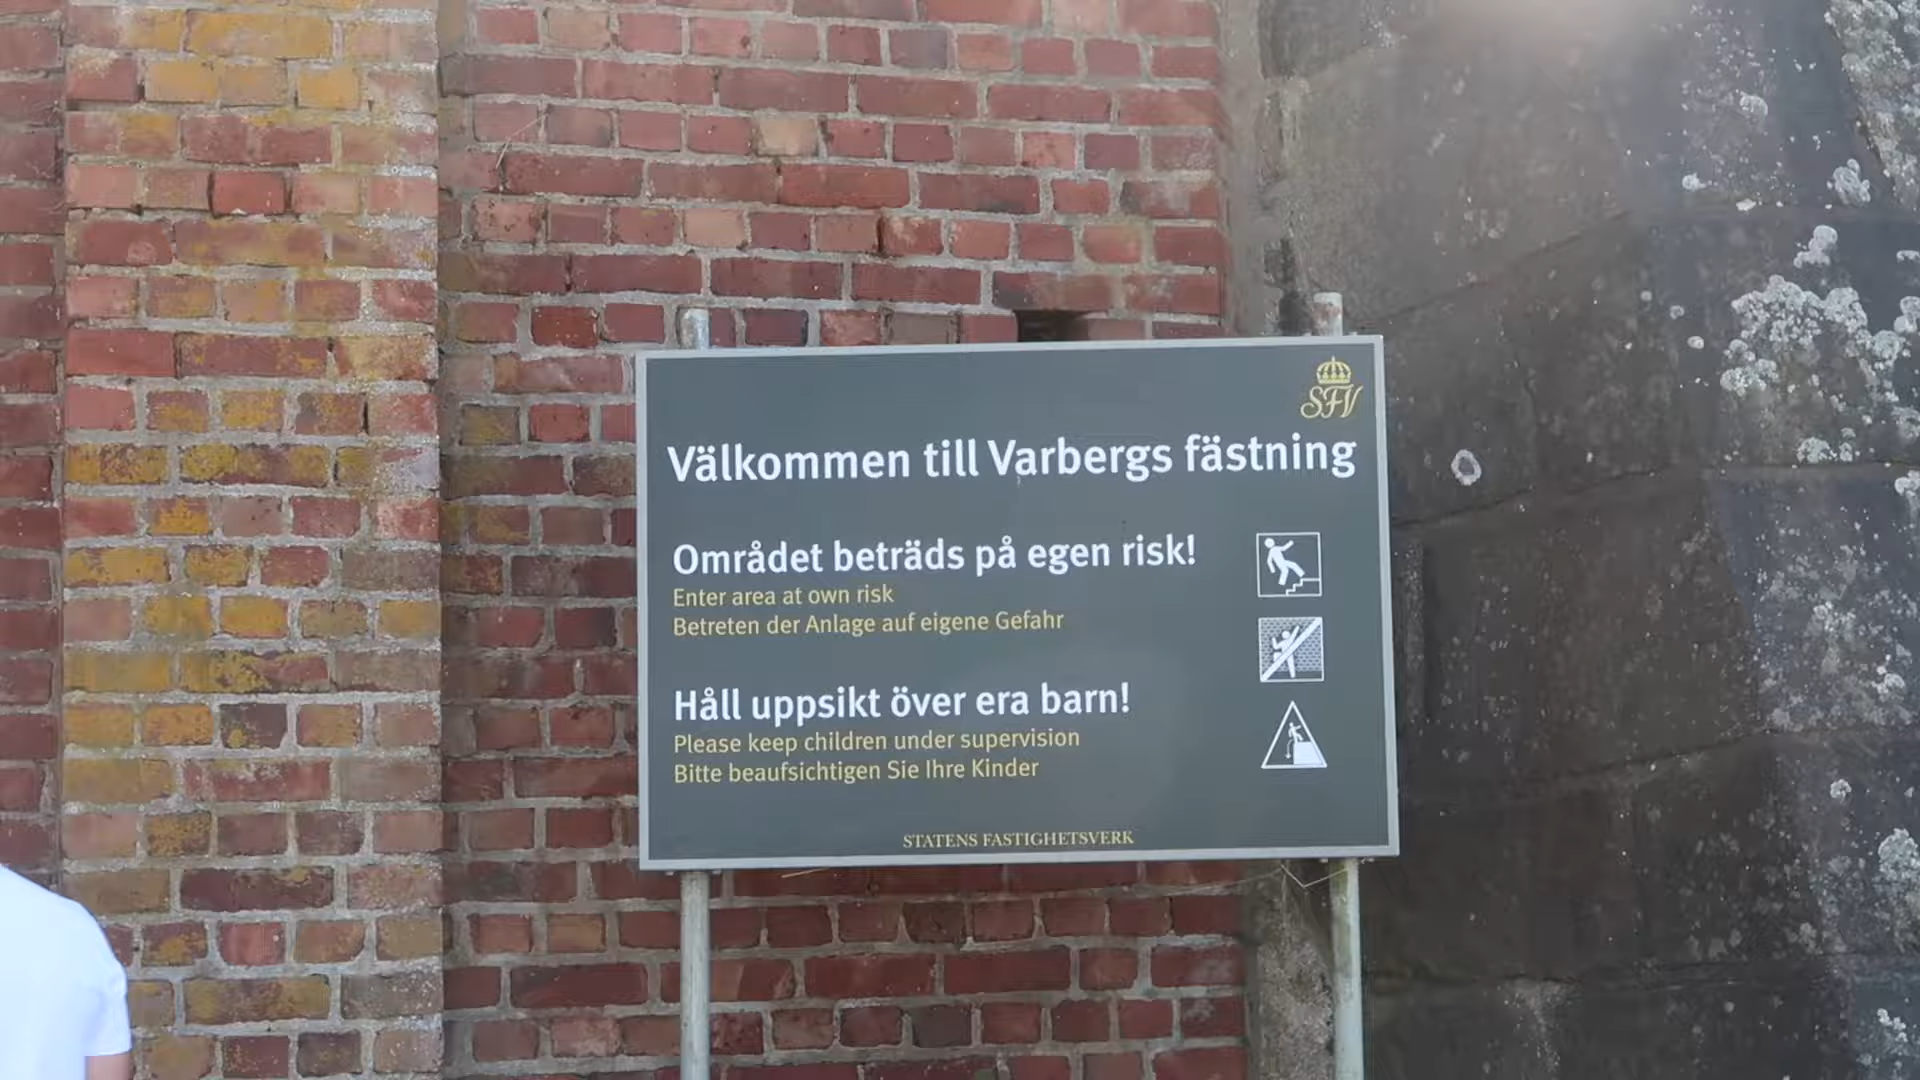 SFV
Välkommen till Varbergs fästning
Området beträds på egen risk!
Enter area at own risk
Betreten der Anlage auf eigene Gefahr
Håll uppsikt över era barn!
Please keep children under supervision
Bitte beaufsichtigen Sie Ihre Kinder
STATENS FASTIGHETSVERK